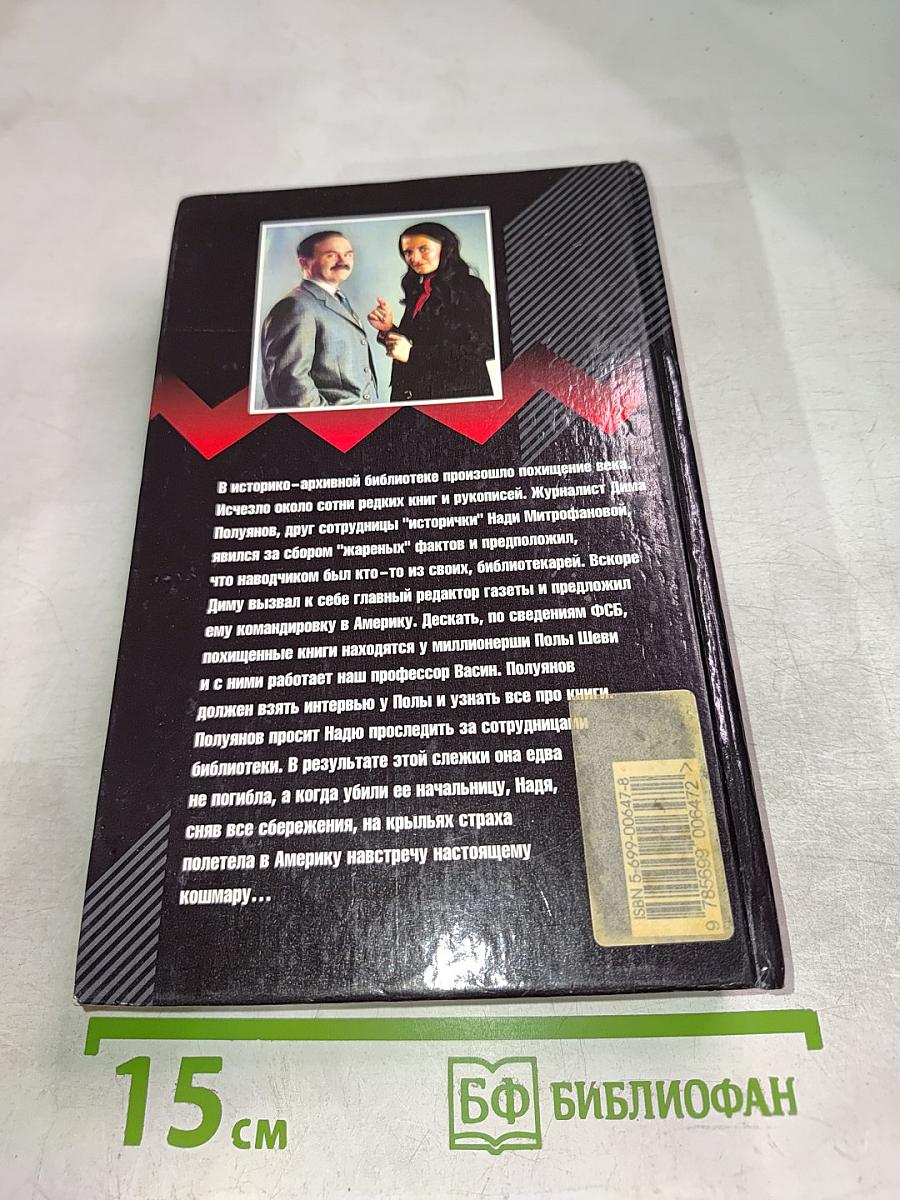 В историко-архивной библиотеке произошло похищение века.
Исчезло около сотни редких книг и рукописей. Журналист Дима
Полуянов, друг сотрудницы "исторички" Нади Митрофановой,
явился за сбором "жареных" фактов и предположил,
что наводчиком был кто-то из своих, библиотекарей. Вскоре
Диму вызвал к себе главный редактор газеты и предложил
ему командировку в Америку. Дескать, по сведениям ФСБ,
похищенные книги находятся у миллионерши Полы Шеви
и с ними работает наш профессор Васин. Полуянов
должен взять интервью у Полы и узнать все про книги.
Полуянов просит Надю проследить за сотрудницами
библиотеки. В результате этой слежки она едва
не погибла, а когда убили ее начальницу, Надя,
сняв все сбережения, на крыльях страха
полетела в Америку навстречу настоящему
кошмару...
ISBN 5-699-00647-8
9 785699 006472 >
15 см
БФ БИБЛИОФАН